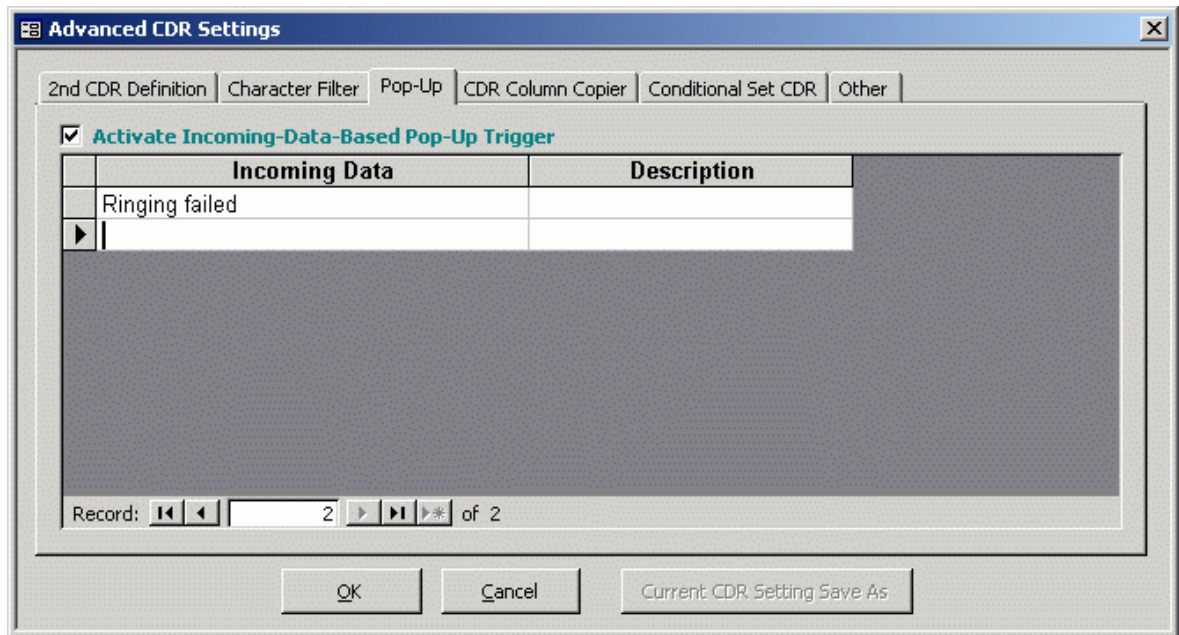 Advanced CDR Settings
2nd CDR Definition Character Filter Pop-Up CDR Column Copier Conditional Set CDR Other
Activate Incoming-Data-Based Pop-Up Trigger
Incoming Data Description
Ringing failed
Record: 2 of 2
OK Cancel Current CDR Setting Save As